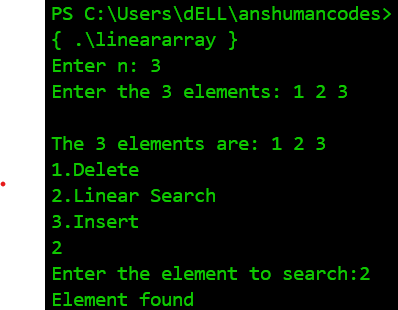 PS C:\Users\dELL\anshumancodes>
{ .\lineararray }
Enter n: 3
Enter the 3 elements: 1 2 3
The 3 elements are: 1 2 3
1.Delete
2.Linear Search
3.Insert
2
Enter the element to search:2
Element found